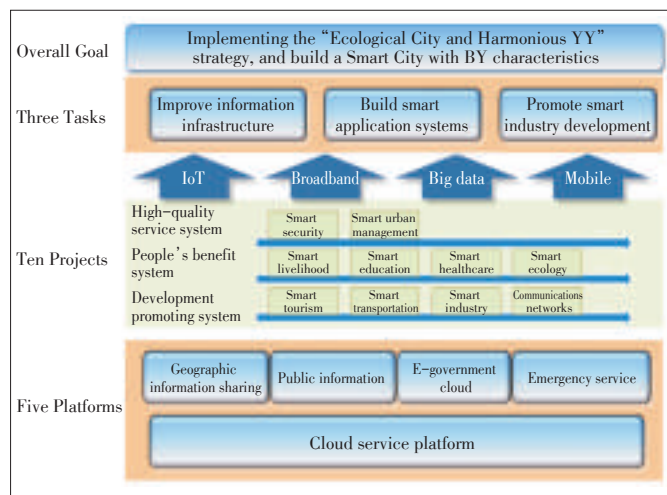 Overall Goal
Implementing the “Ecological City and Harmonious YY”
strategy, and build a Smart City with BY characteristics
Three Tasks
Improve information
infrastructure
Build smart
application systems
Promote smart
industry development
IoT
Broadband
Big data
Mobile
Ten Projects
High-quality
service system
Smart
security
Smart urban
management
People’s benefit
system
Smart
livelihood
Smart
education
Smart
healthcare
Smart
ecology
Development
promoting system
Smart
tourism
Smart
transportation
Smart
industry
Communications
networks
Five Platforms
Geographic
information sharing
Public information
E-government
cloud
Emergency service
Cloud service platform